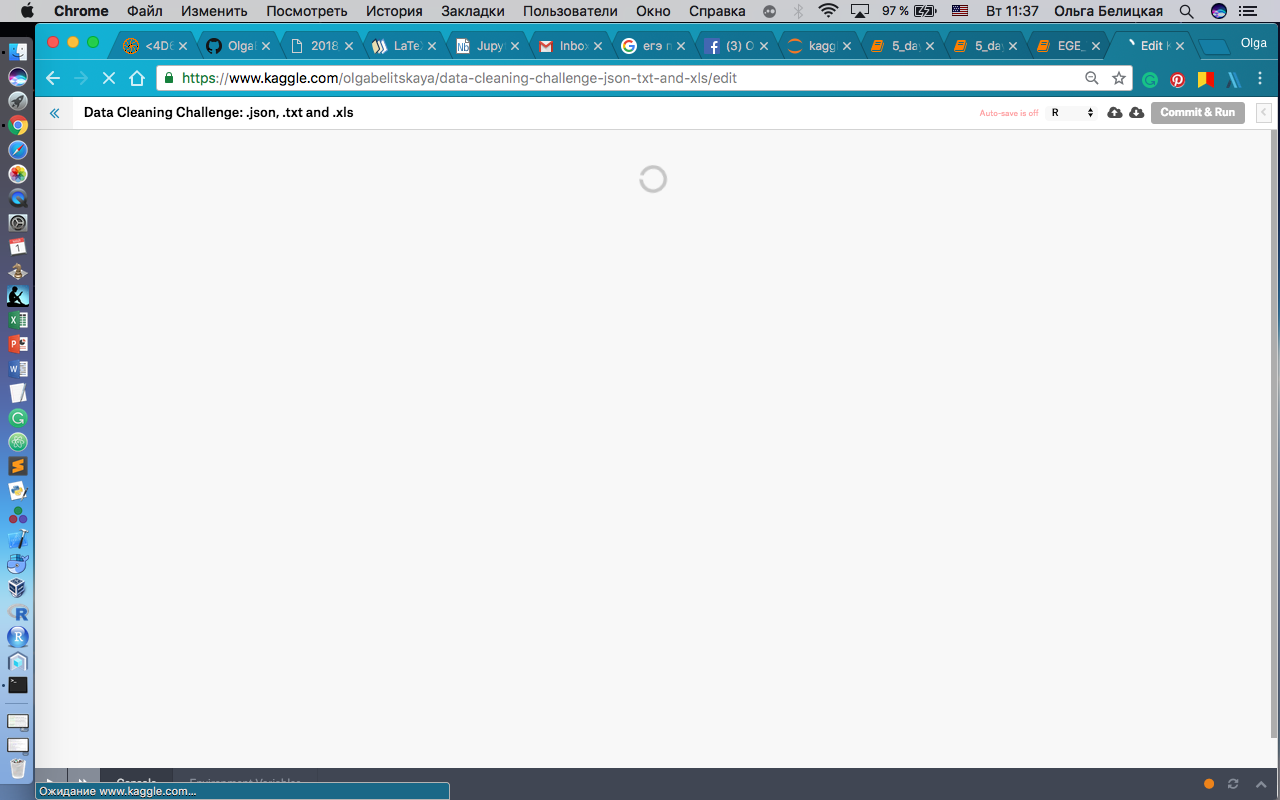 Chrome Файл Изменить Посмотреть История Закладки Пользователи Окно Справка 97 % Вт 11:37 Ольга Белицкая
<4D Olga 2018 LaTe Jupy Inbox егэ (3) kagg 5_da 5_da EGE_ Edit Olga
https://www.kaggle.com/olgabelitskaya/data-cleaning-challenge-json-txt-and-xls/edit
Data Cleaning Challenge: .json, .txt and .xls Auto-save is off R Commit & Run
Console Environment Variables
Ожидание www.kaggle.com...